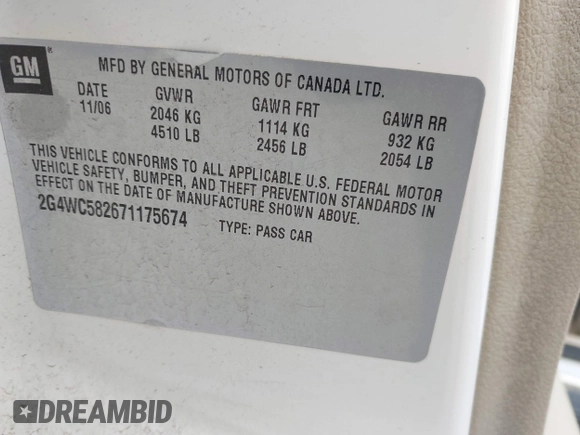 GM
®
MFD BY GENERAL MOTORS OF CANADA LTD.
DATE GVWR GAWR FRT GAWR RR
11/06 2046 KG 1114 KG 932 KG
4510 LB 2456 LB 2054 LB
THIS VEHICLE CONFORMS TO ALL APPLICABLE U.S. FEDERAL MOTOR
VEHICLE SAFETY, BUMPER, AND THEFT PREVENTION STANDARDS IN
EFFECT ON THE DATE OF MANUFACTURE SHOWN ABOVE.
2G4WC582671175674 TYPE: PASS CAR
DREAMBID